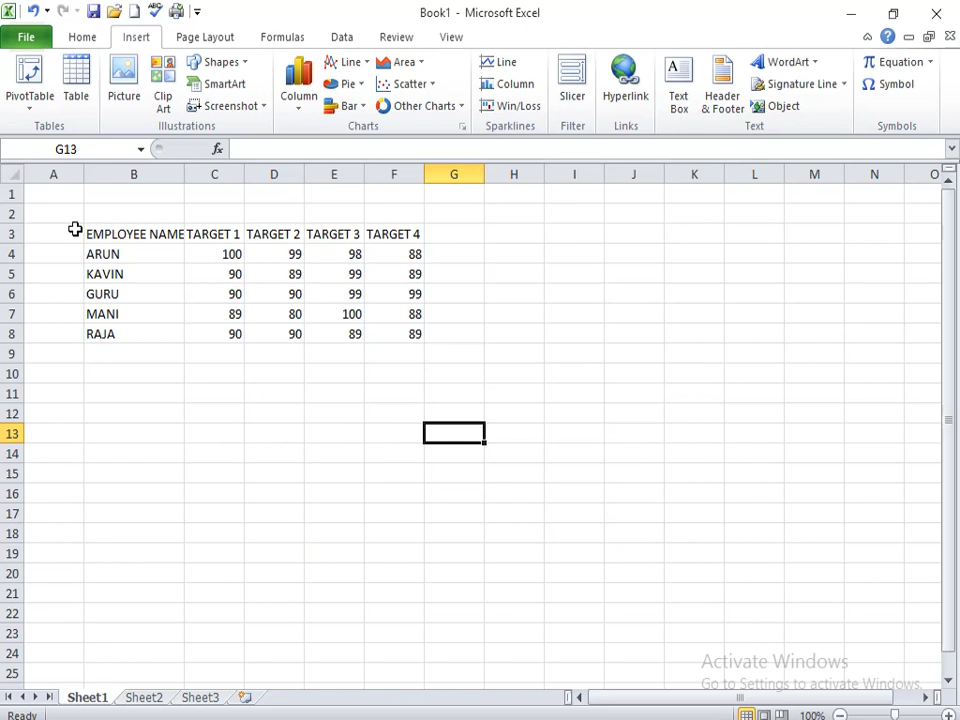 Book1 - Microsoft Excel
File Home Insert Page Layout Formulas Data Review View
PivotTable Table Picture Clip Art Shapes SmartArt Screenshot Column Line Pie Bar Area Scatter Other Charts Line Column Win/Loss Slicer Hyperlink Text Box Header & Footer WordArt Signature Line Object Equation Symbol
Tables Illustrations Charts Sparklines Filter Links Text Symbols
G13 fx
A B C D E F G H I J K L M N O
1
2
3 EMPLOYEE NAME TARGET 1 TARGET 2 TARGET 3 TARGET 4
4 ARUN 100 99 98 88
5 KAVIN 90 89 99 89
6 GURU 90 90 99 99
7 MANI 89 80 100 88
8 RAJA 90 90 89 89
9
10
11
12
13
14
15
16
17
18
19
20
21
22
23
24
25
Activate Windows
Go to Settings to activate Windows.
Sheet1 Sheet2 Sheet3
Ready 100%